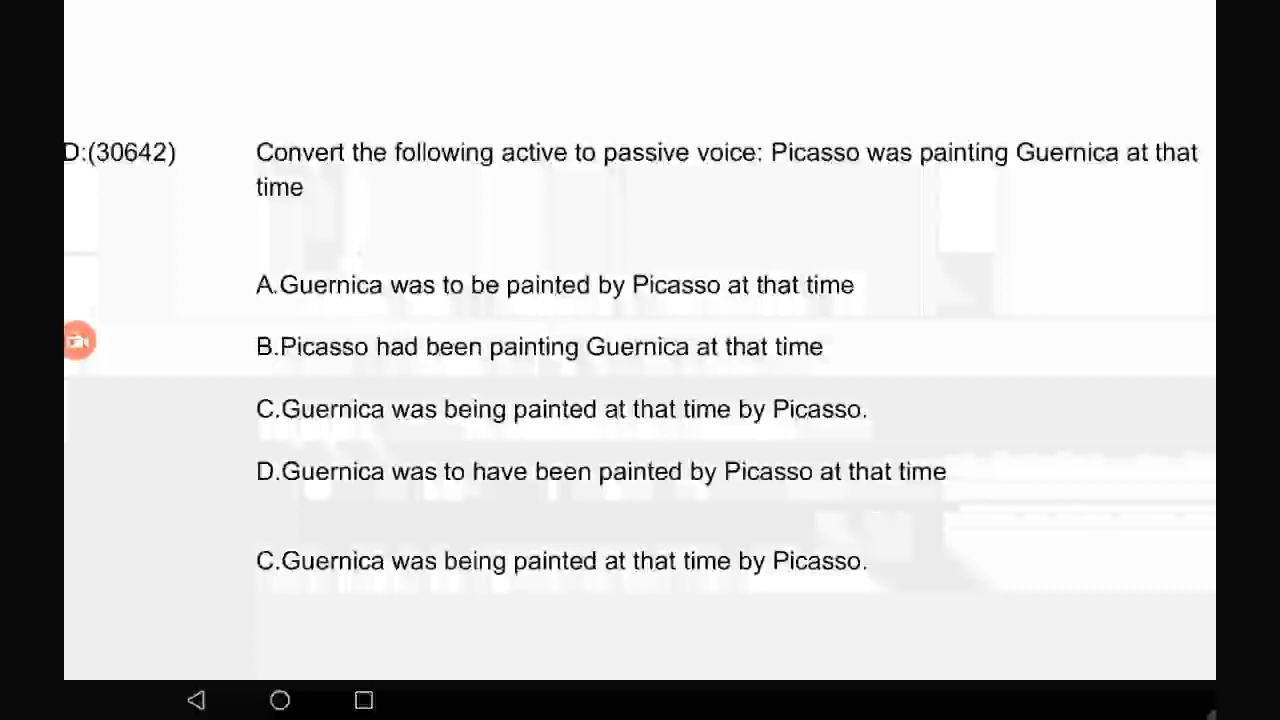 D:(30642)
Convert the following active to passive voice: Picasso was painting Guernica at that
time
A.Guernica was to be painted by Picasso at that time
B.Picasso had been painting Guernica at that time
C.Guernica was being painted at that time by Picasso.
D.Guernica was to have been painted by Picasso at that time
C.Guernica was being painted at that time by Picasso.